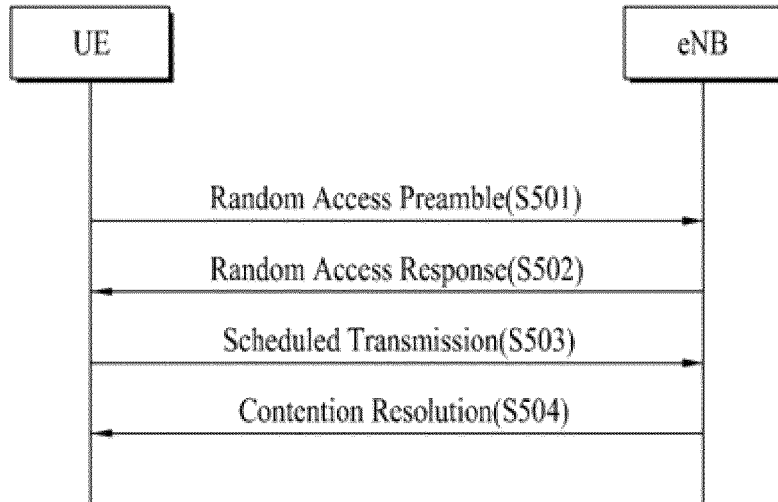 UE
eNB
Random Access Preamble(S501)
Random Access Response(S502)
Scheduled Transmission(S503)
Contention Resolution(S504)